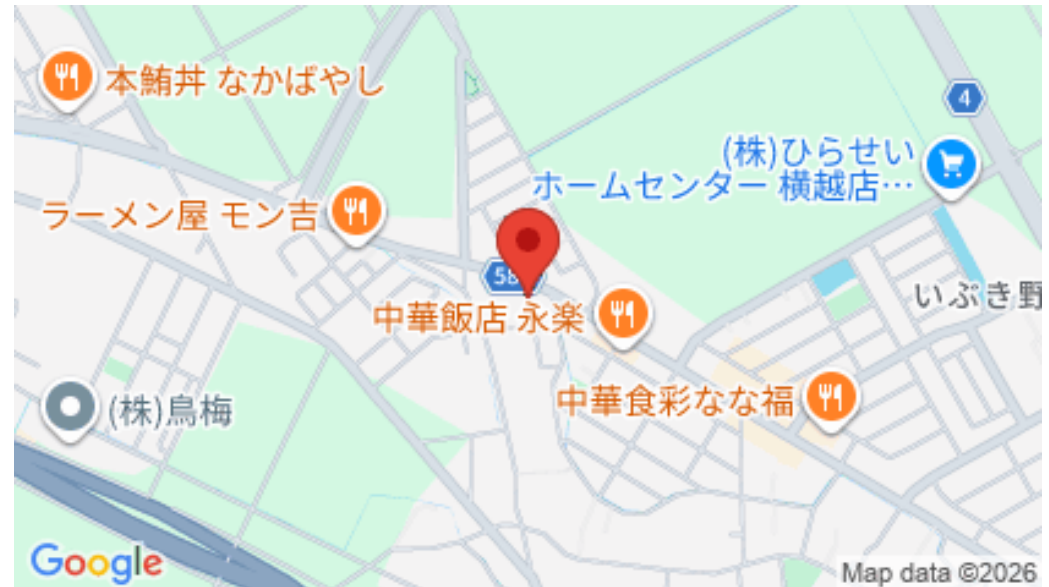 本鮪丼 なかばやし
4
(株)ひらせい
ホームセンター 横越店…
ラーメン屋 モン吉
58
いぶき野
中華飯店 永楽
中華食彩なな福
(株)鳥梅
Google
Map data ©2026